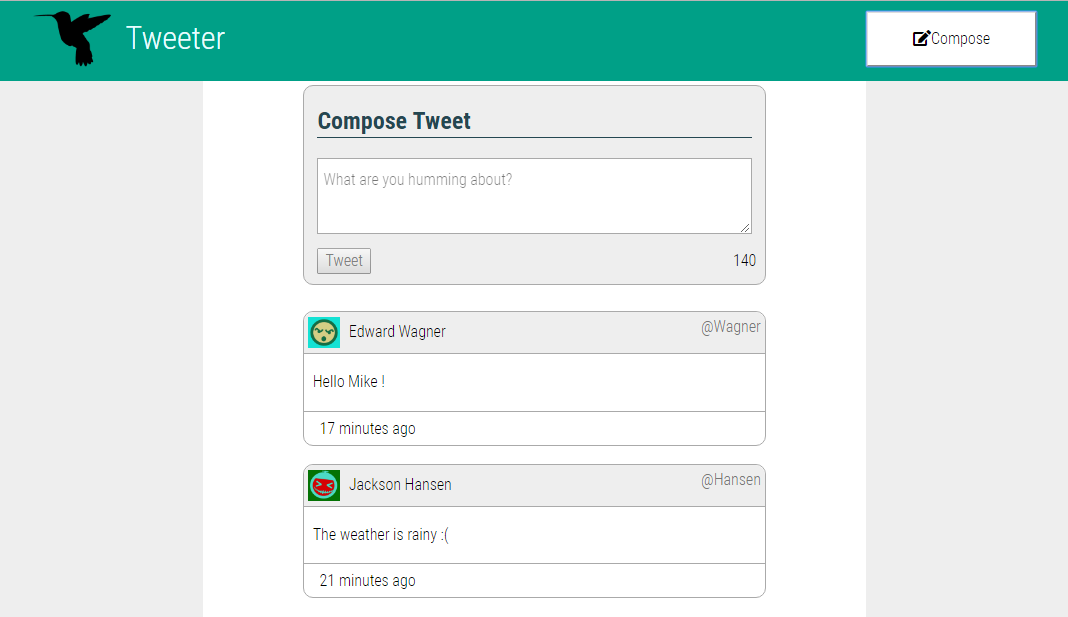 Tweeter
Compose
Compose Tweet
What are you humming about?
Tweet
140
Edward Wagner
@Wagner
Hello Mike !
17 minutes ago
Jackson Hansen
@Hansen
The weather is rainy :(
21 minutes ago